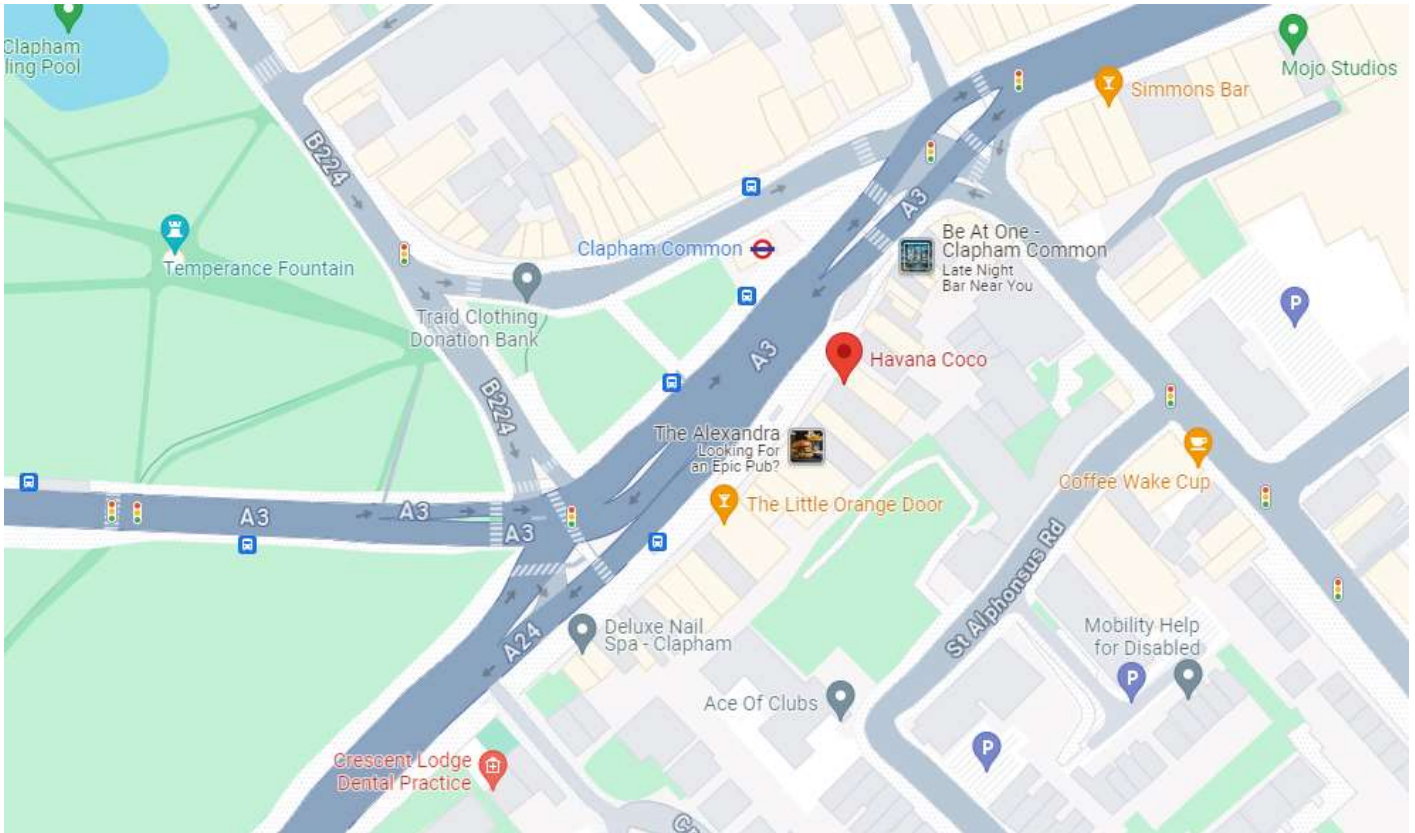 Clapham
ling Pool
Mojo Studios
Simmons Bar
B224
A3
Be At One -
Clapham Common
Late Night
Bar Near You
Clapham Common
Temperance Fountain
P
Traid Clothing
Donation Bank
A3
Havana Coco
B224
The Alexandra
Looking For
an Epic Pub?
Coffee Wake Cup
The Little Orange Door
A3
A3
A3
St Alphonsus Rd
Deluxe Nail
Spa - Clapham
A24
Mobility Help
for Disabled
P
Ace Of Clubs
P
Crescent Lodge
Dental Practice